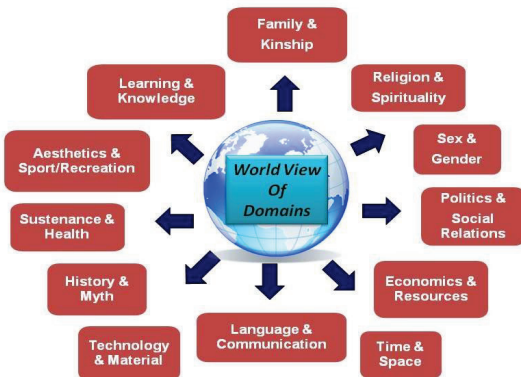 Family &
Kinship
Religion &
Spirituality
Sex &
Gender
Politics &
Social
Relations
Economics &
Resources
Time &
Space
Language &
Communication
Technology
& Material
History &
Myth
Sustenance &
Health
Aesthetics &
Sport/Recreation
Learning &
Knowledge
World View
Of
Domains